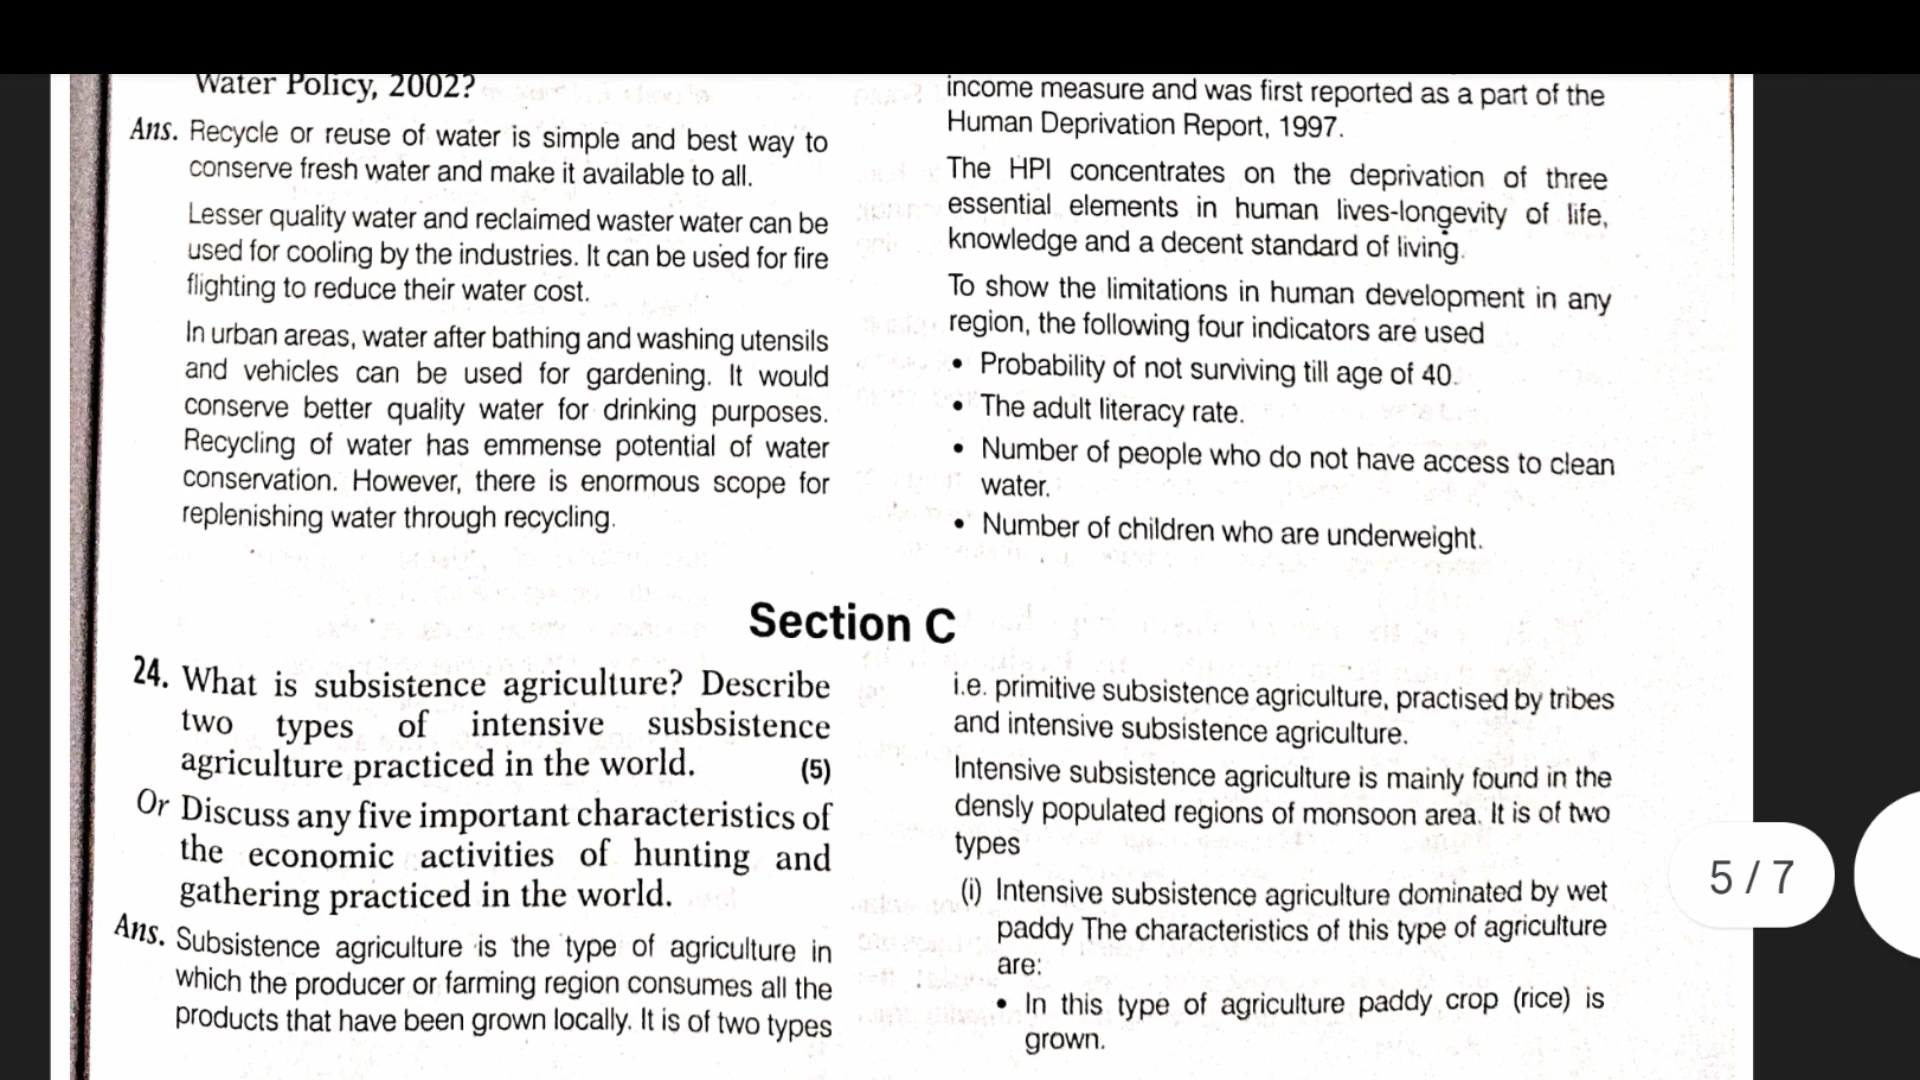 Water Policy, 2002?
Ans. Recycle or reuse of water is simple and best way to
conserve fresh water and make it available to all.
Lesser quality water and reclaimed waster water can be
used for cooling by the industries. It can be used for fire
flighting to reduce their water cost.
In urban areas, water after bathing and washing utensils
and vehicles can be used for gardening. It would
conserve better quality water for drinking purposes.
Recycling of water has emmense potential of water
conservation. However, there is enormous scope for
replenishing water through recycling.
income measure and was first reported as a part of the
Human Deprivation Report, 1997.
The HPI concentrates on the deprivation of three
essential elements in human lives-longevity of life,
knowledge and a decent standard of living.
To show the limitations in human development in any
region, the following four indicators are used
• Probability of not surviving till age of 40.
• The adult literacy rate.
• Number of people who do not have access to clean
water.
• Number of children who are underweight.
Section C
24. What is subsistence agriculture? Describe
two types of intensive susbsistence
agriculture practiced in the world. (5)
Or Discuss any five important characteristics of
the economic activities of hunting and
gathering practiced in the world.
Ans. Subsistence agriculture is the type of agriculture in
which the producer or farming region consumes all the
products that have been grown locally. It is of two types
i.e. primitive subsistence agriculture, practised by tribes
and intensive subsistence agriculture.
Intensive subsistence agriculture is mainly found in the
densly populated regions of monsoon area. It is of two
types
(i) Intensive subsistence agriculture dominated by wet
paddy The characteristics of this type of agriculture
are:
• In this type of agriculture paddy crop (rice) is
grown.
5 / 7